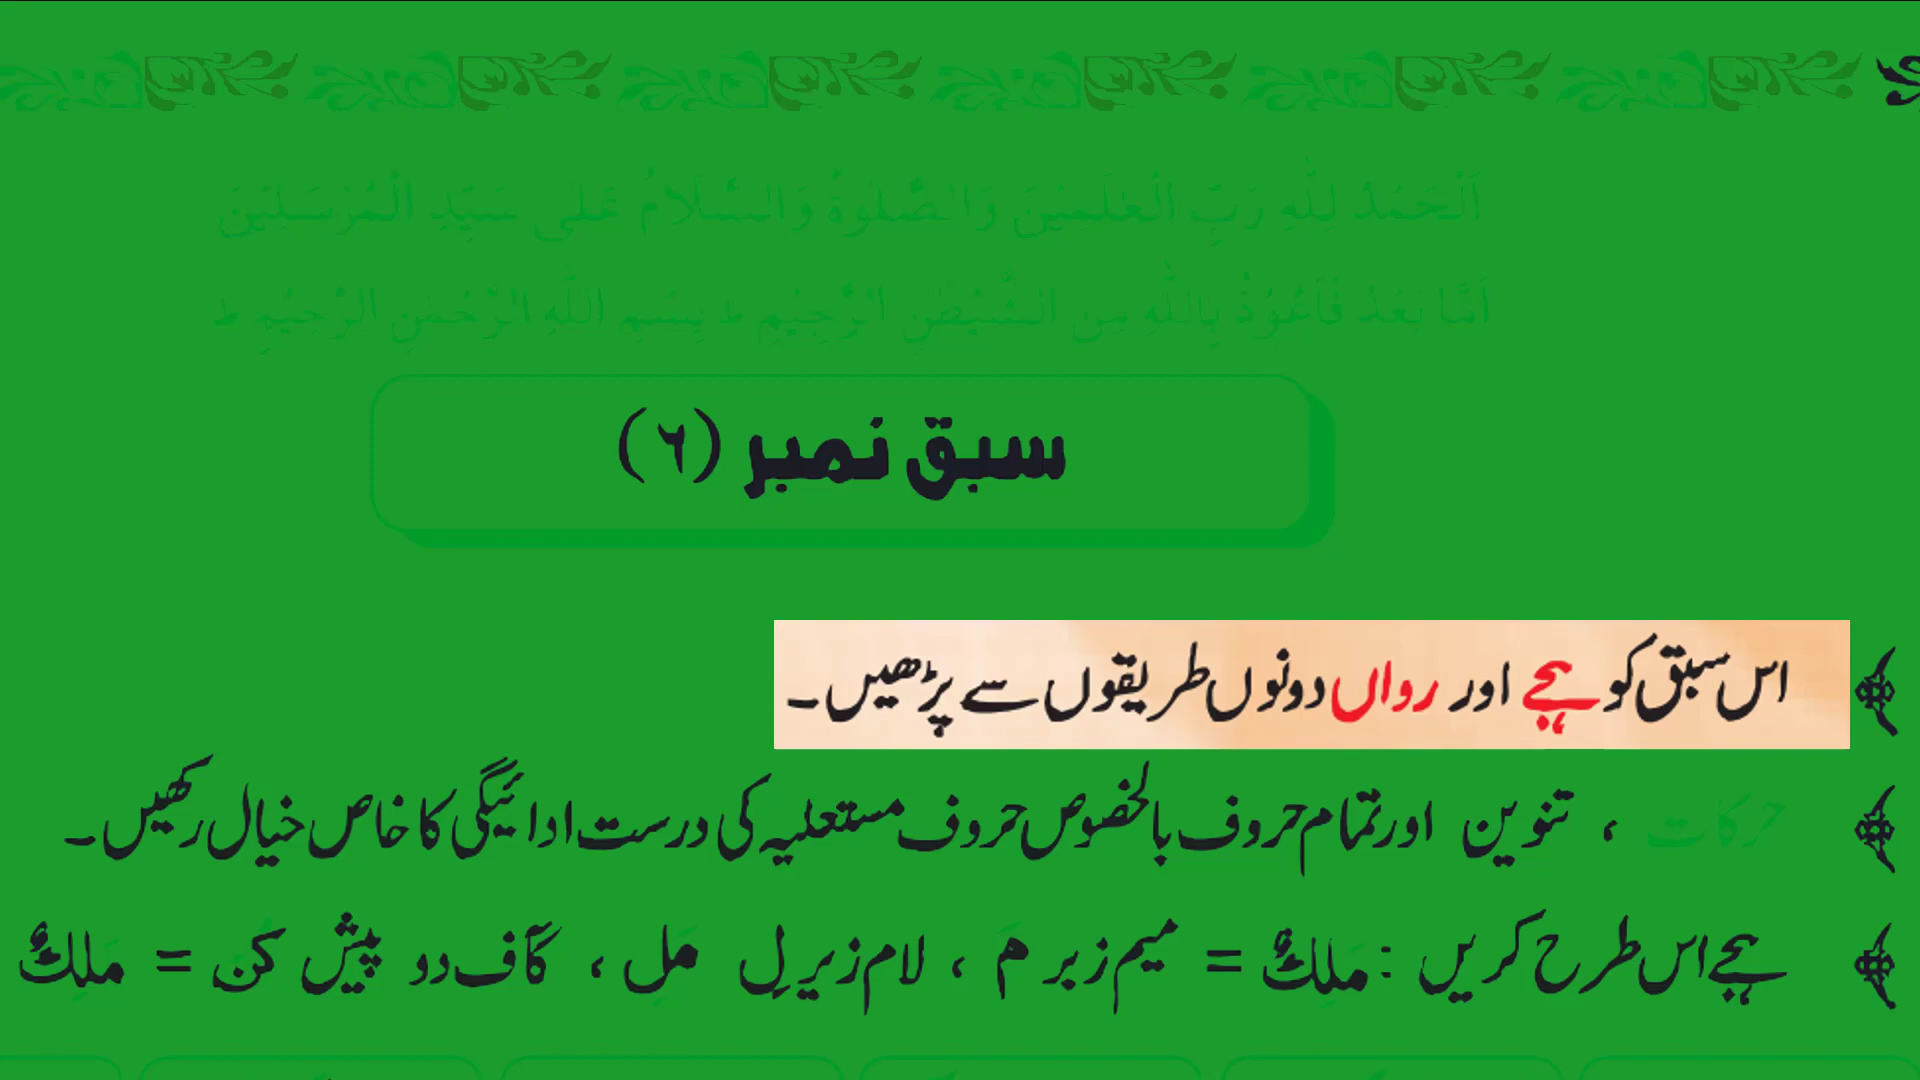 اَلْحَمْدُ لِلّٰهِ رَبِّ الْعٰلَمِیْنَ وَالصَّلٰوةُ وَالسَّلَامُ عَلٰی سَیِّدِ الْمُرْسَلِیْنَ
اَمَّا بَعْدُ فَاَعُوْذُ بِاللّٰهِ مِنَ الشَّیْطٰنِ الرَّجِیْمِ ط بِسْمِ اللّٰهِ الرَّحْمٰنِ الرَّحِیْمِ ط
سبق نمبر (٦)
اس سبق کو ہجے اور رواں دونوں طریقوں سے پڑھیں۔
حرکات ، تنوین اور تمام حروف بالخصوص حروف مستعلیہ کی درست ادائیگی کا خاص خیال رکھیں۔
ہجے اس طرح کریں : مَلِکٌ = میم زبر مَ ، لام زیر لِ مَلِ ، کآف دو پیش کٌن = مَلِکٌ